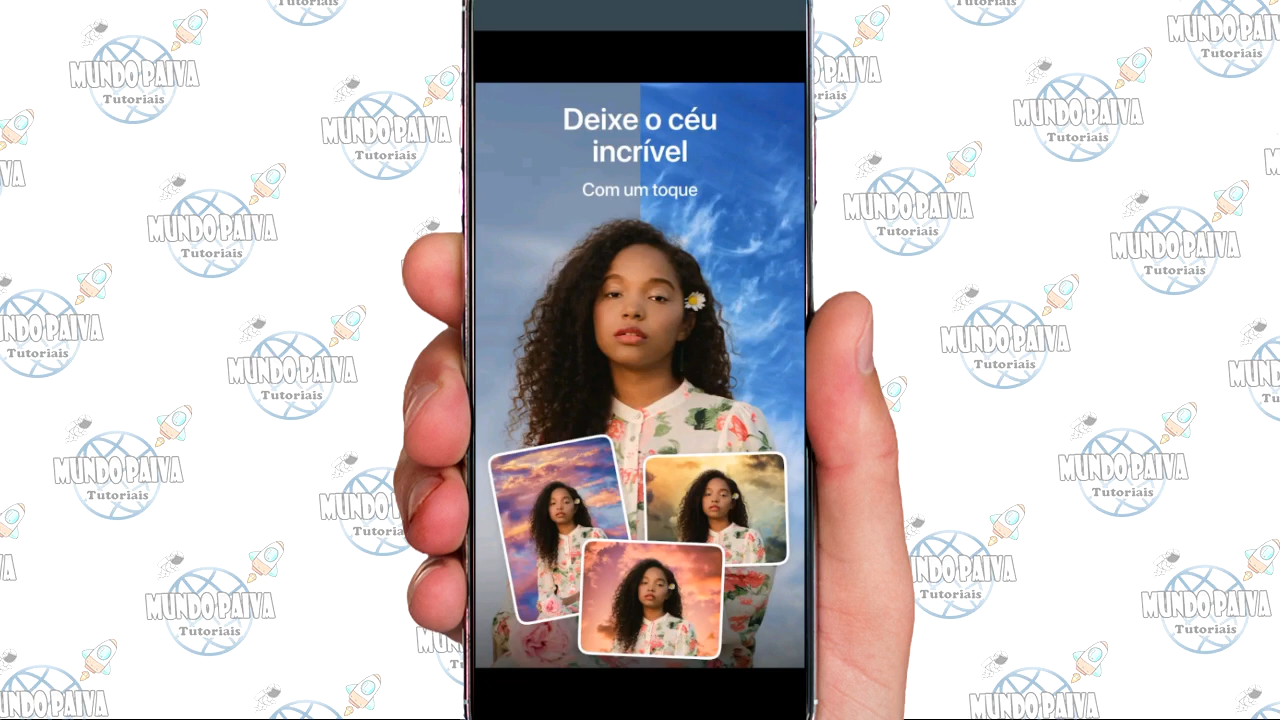 Deixe o céu
incrível
Com um toque
MUNDO PAIVA
Tutoriais